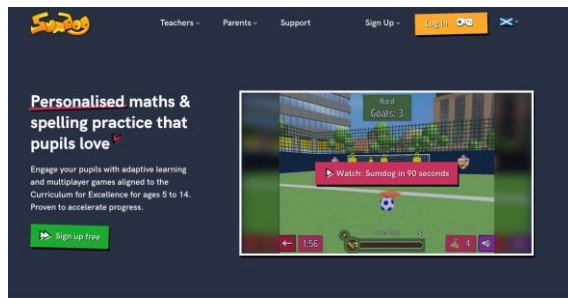 Sumdog
Teachers
Parents
Support
Sign Up
Log in
Personalised maths &
spelling practice that
pupils love
Engage your pupils with adaptive learning
and multiplayer games aligned to the
Curriculum for Excellence for ages 5 to 14.
Proven to accelerate progress.
Sign up free
Hard
Goals: 3
Watch: Sumdog in 90 seconds
1:56
4